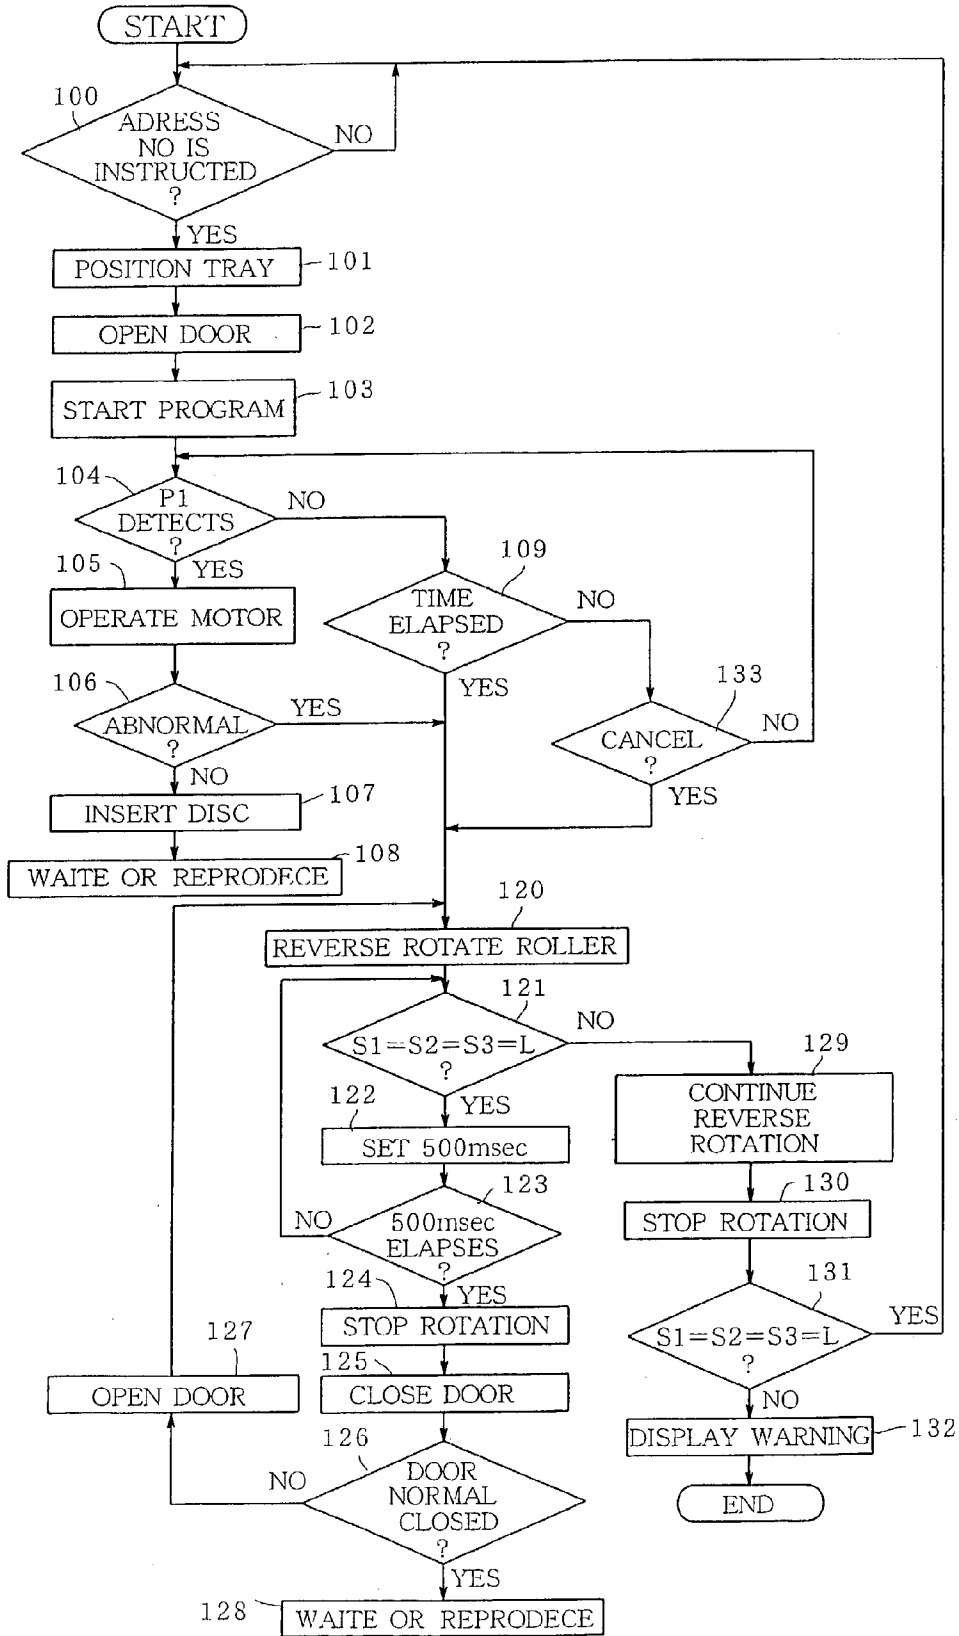 START
100
ADRESS
NO IS
INSTRUCTED
?
NO
YES
POSITION TRAY
101
OPEN DOOR
102
START PROGRAM
103
104
P1
DETECTS
?
NO
YES
105
OPERATE MOTOR
109
TIME
ELAPSED
?
NO
YES
106
ABNORMAL
?
YES
NO
133
CANCEL
?
NO
YES
INSERT DISC
107
WAITE OR REPRODECE
108
120
REVERSE ROTATE ROLLER
121
S1=S2=S3=L
?
NO
YES
122
SET 500msec
123
500msec
ELAPSES
?
NO
YES
129
CONTINUE
REVERSE
ROTATION
130
STOP ROTATION
131
S1=S2=S3=L
?
YES
NO
DISPLAY WARNING
132
END
124
STOP ROTATION
125
CLOSE DOOR
127
OPEN DOOR
126
DOOR
NORMAL
CLOSED
?
NO
YES
128
WAITE OR REPRODECE